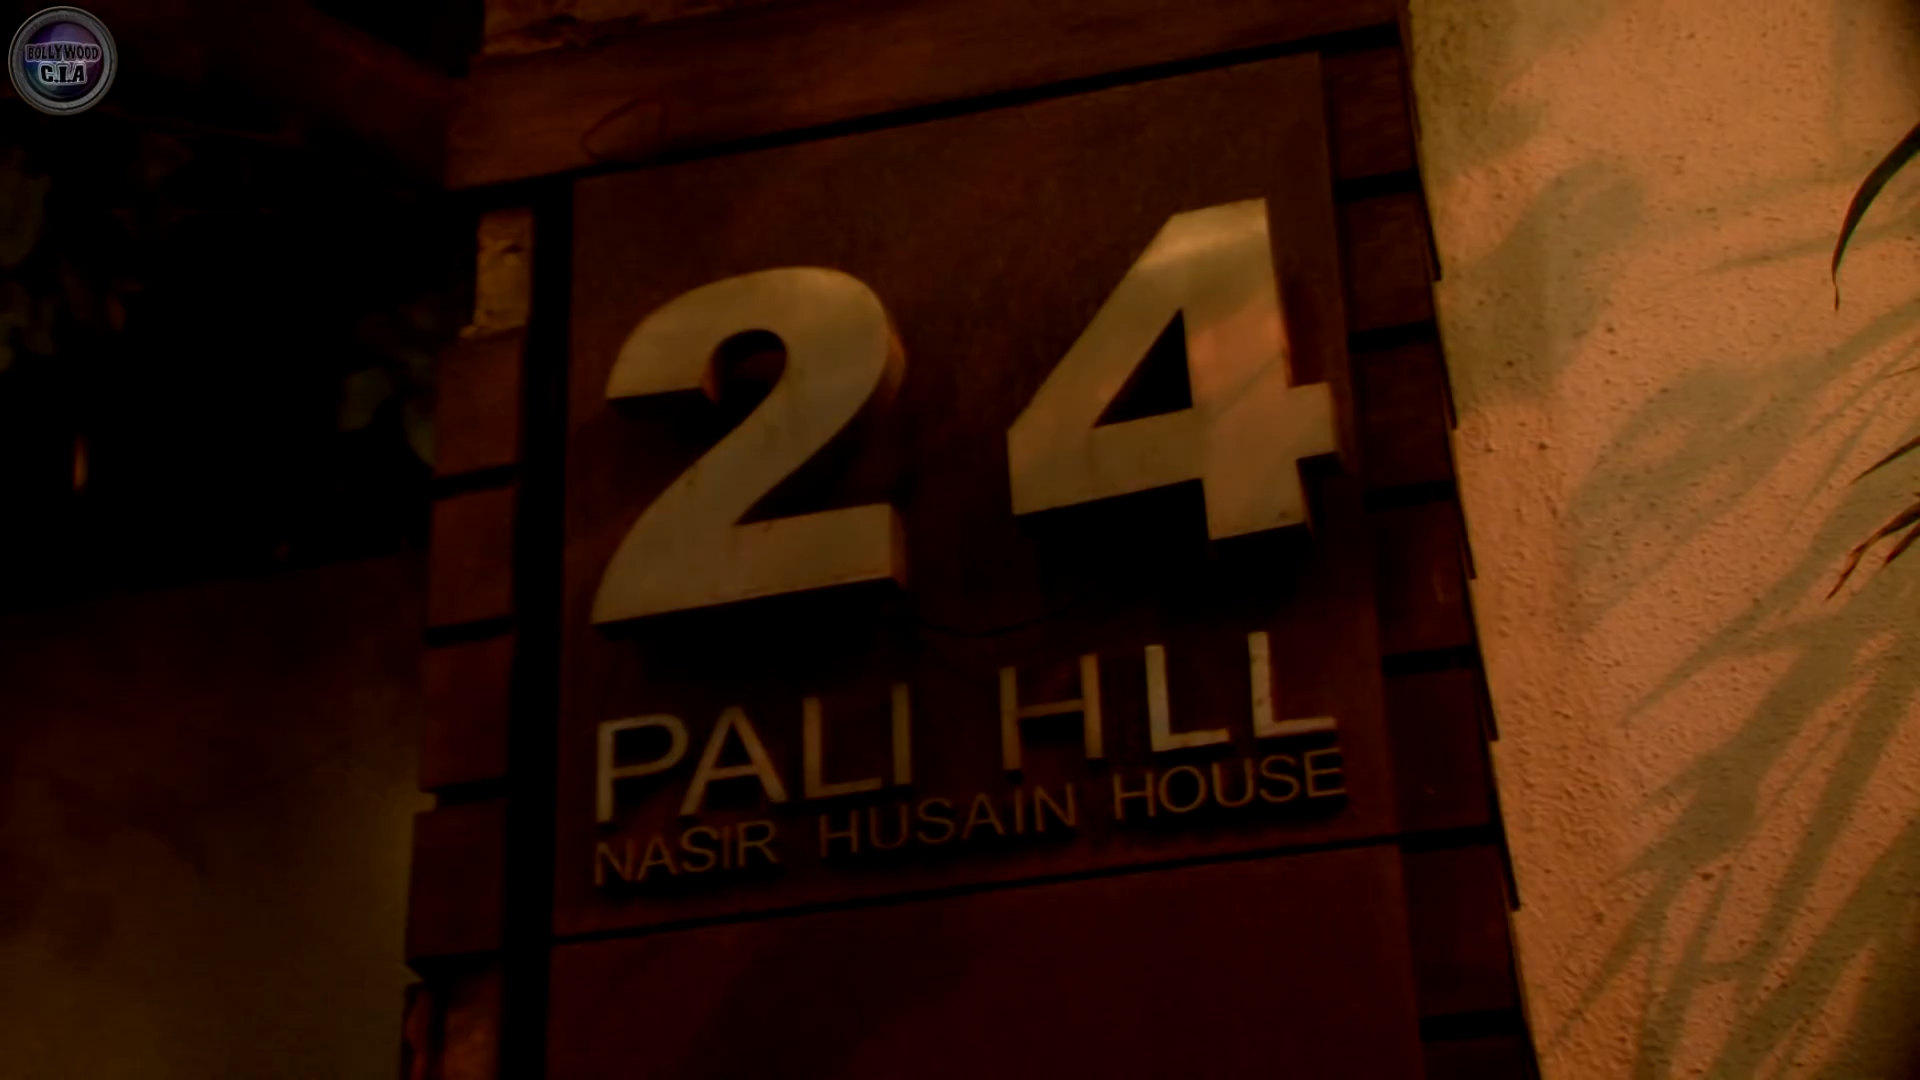 BOLLYWOOD
C.I.A
24
PALI HLL
NASIR HUSAIN HOUSE